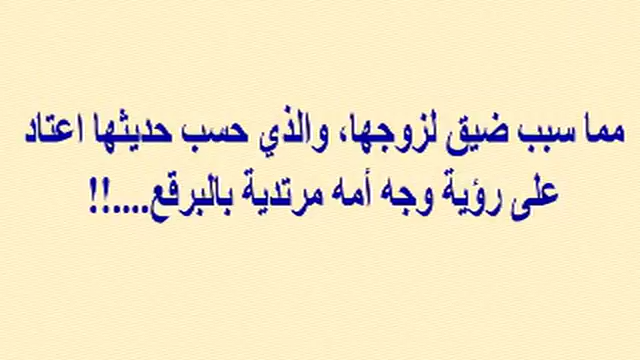 مما سبب ضيق لزوجها، والذي حسب حديثها اعتاد
على رؤية وجه أمه مرتدية بالبرقع....!!